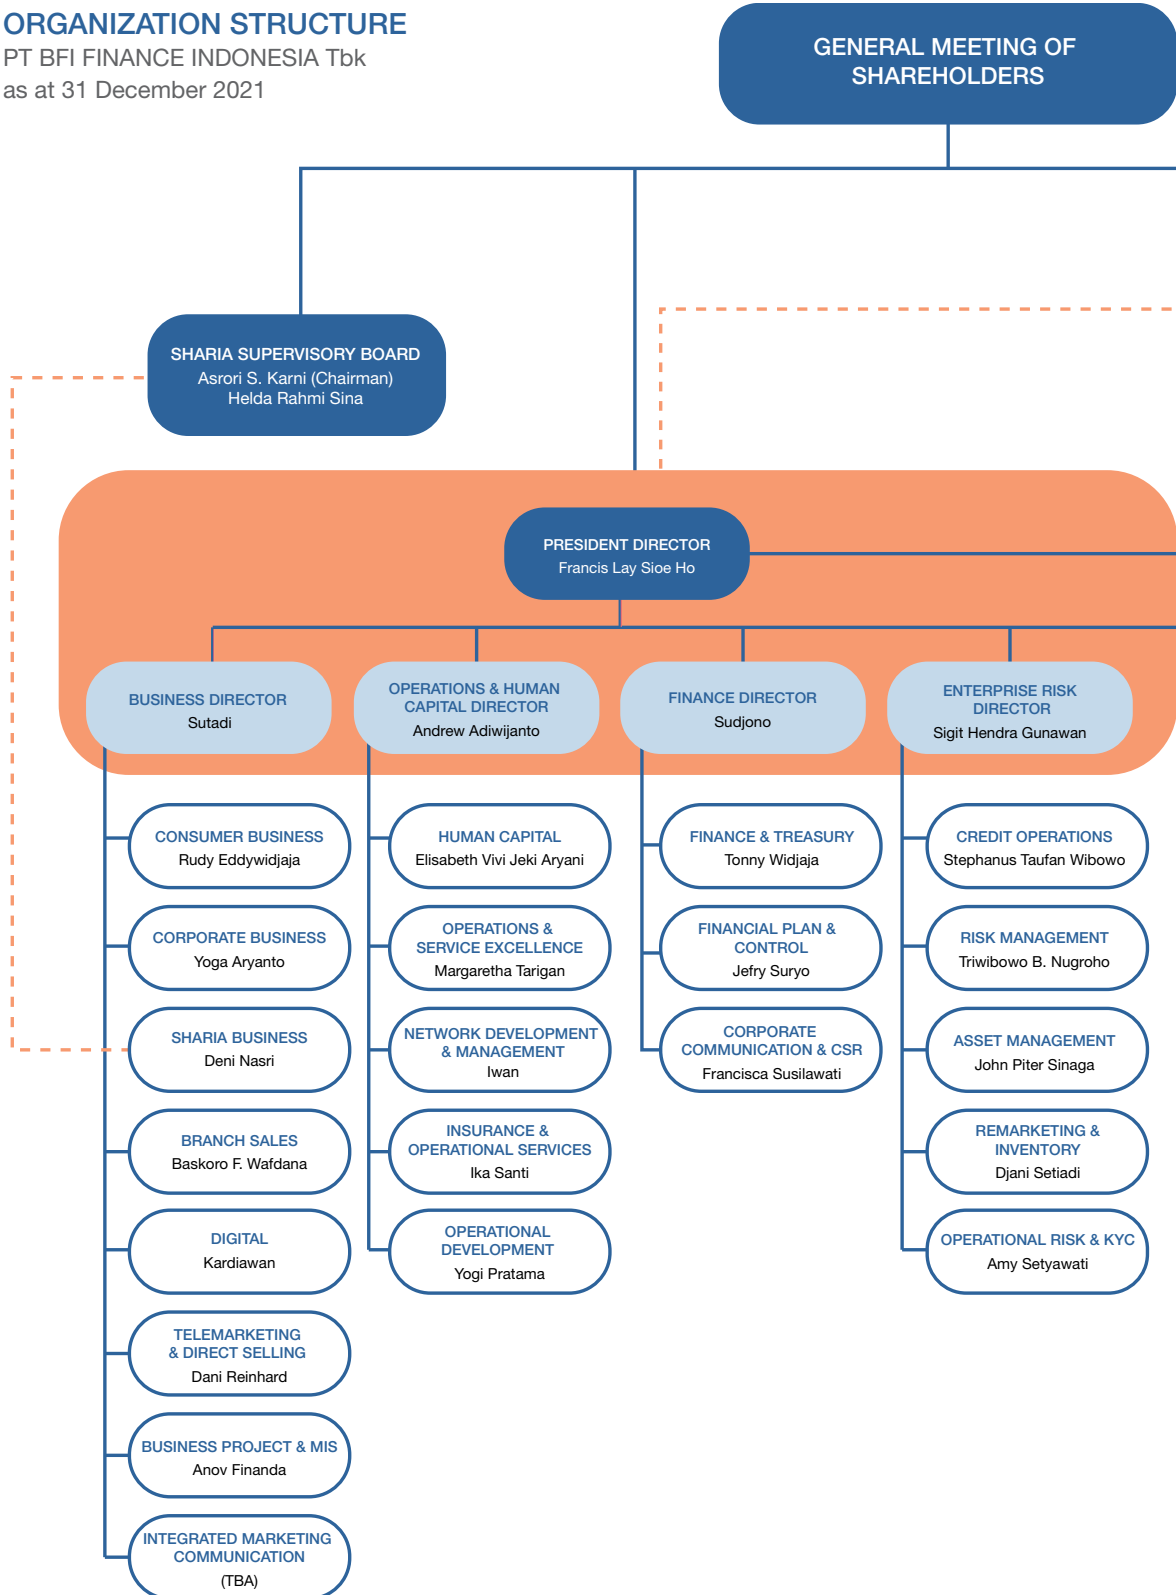 ORGANIZATION STRUCTURE
PT BFI FINANCE INDONESIA Tbk
as at 31 December 2021
GENERAL MEETING OF
SHAREHOLDERS
SHARIA SUPERVISORY BOARD
Asrori S. Karni (Chairman)
Helda Rahmi Sina
PRESIDENT DIRECTOR
Francis Lay Sioe Ho
BUSINESS DIRECTOR
Sutadi
OPERATIONS & HUMAN
CAPITAL DIRECTOR
Andrew Adiwijanto
FINANCE DIRECTOR
Sudjono
ENTERPRISE RISK
DIRECTOR
Sigit Hendra Gunawan
CONSUMER BUSINESS
Rudy Eddywidjaja
CORPORATE BUSINESS
Yoga Aryanto
SHARIA BUSINESS
Deni Nasri
BRANCH SALES
Baskoro F. Wafdana
DIGITAL
Kardiawan
TELEMARKETING
& DIRECT SELLING
Dani Reinhard
BUSINESS PROJECT & MIS
Anov Finanda
INTEGRATED MARKETING
COMMUNICATION
(TBA)
HUMAN CAPITAL
Elisabeth Vivi Jeki Aryani
OPERATIONS &
SERVICE EXCELLENCE
Margaretha Tarigan
NETWORK DEVELOPMENT
& MANAGEMENT
Iwan
INSURANCE &
OPERATIONAL SERVICES
Ika Santi
OPERATIONAL
DEVELOPMENT
Yogi Pratama
FINANCE & TREASURY
Tonny Widjaja
FINANCIAL PLAN &
CONTROL
Jefry Suryo
CORPORATE
COMMUNICATION & CSR
Francisca Susilawati
CREDIT OPERATIONS
Stephanus Taufan Wibowo
RISK MANAGEMENT
Triwibowo B. Nugroho
ASSET MANAGEMENT
John Piter Sinaga
REMARKETING &
INVENTORY
Djani Setiadi
OPERATIONAL RISK & KYC
Amy Setyawati